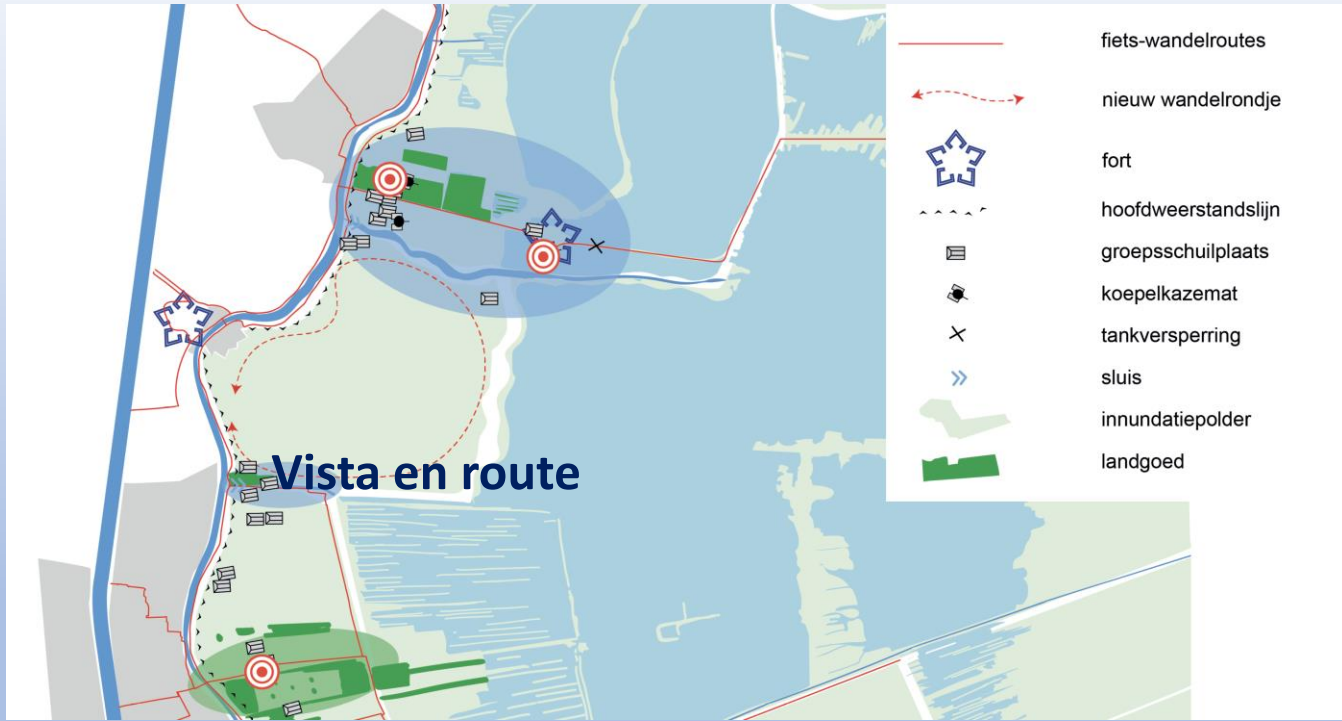 fiets-wandelroutes
nieuw wandelrondje
fort
hoofdweerstandslijn
groepsschuilplaats
koepelkazemat
tankversperring
sluis
innundatiepolder
landgoed
Vista en route